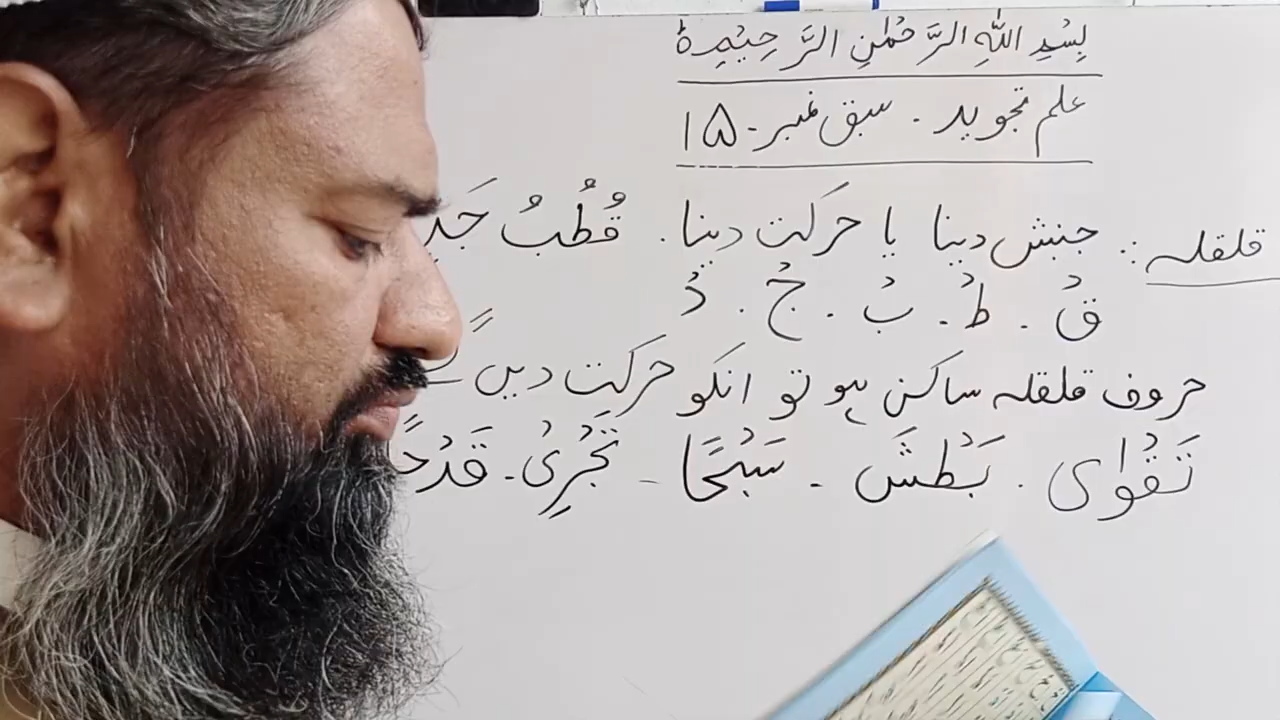 بِسْمِ اللّٰهِ الرَّحْمٰنِ الرَّحِيْمِ ۝
علم تجوید ۔ سبق نمبر ۔ ۱۵
قلقلہ :۔ جنبش دینا یا حرکت دینا ۔ قُطْبُ جَدٍ
قْ ۔ طْ ۔ بْ ۔ جْ ۔ دْ
حروف قلقلہ ساکن ہو تو انکو حرکت دیں گے
تَقْوٰى ۔ بَطْشَ ۔ سَبْحًا ۔ تَجْرِىْ ۔ قَدْحًا